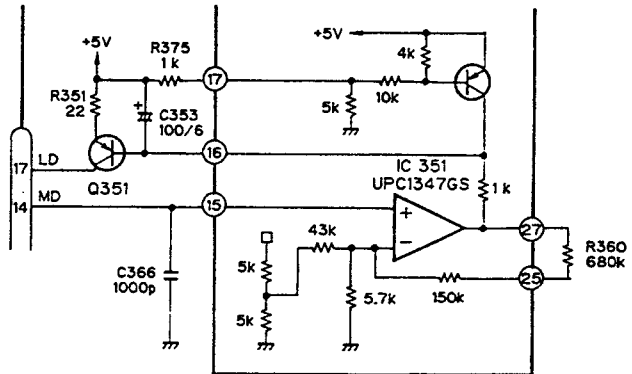 +5V
R375
1k
17
+5V
4k
R351
22
+
C353
100/6
5k
10k
17
LD
16
Q351
IC 351
UPC1347GS
1k
14
MD
15
+
−
27
43k
R360
680k
C366
1000p
5k
25
5.7k
150k
5k